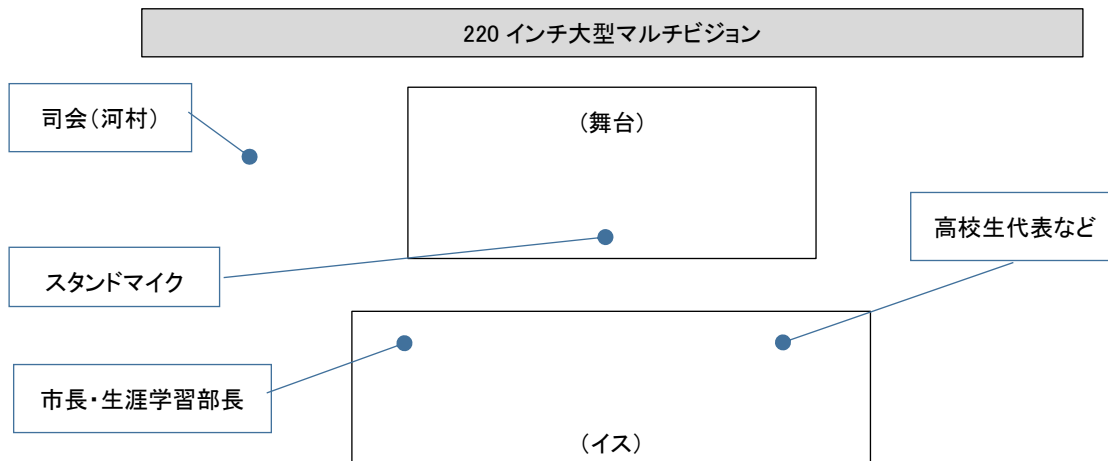 220 インチ大型マルチビジョン
司会（河村）
（舞台）
高校生代表など
スタンドマイク
市長・生涯学習部長
（イス）